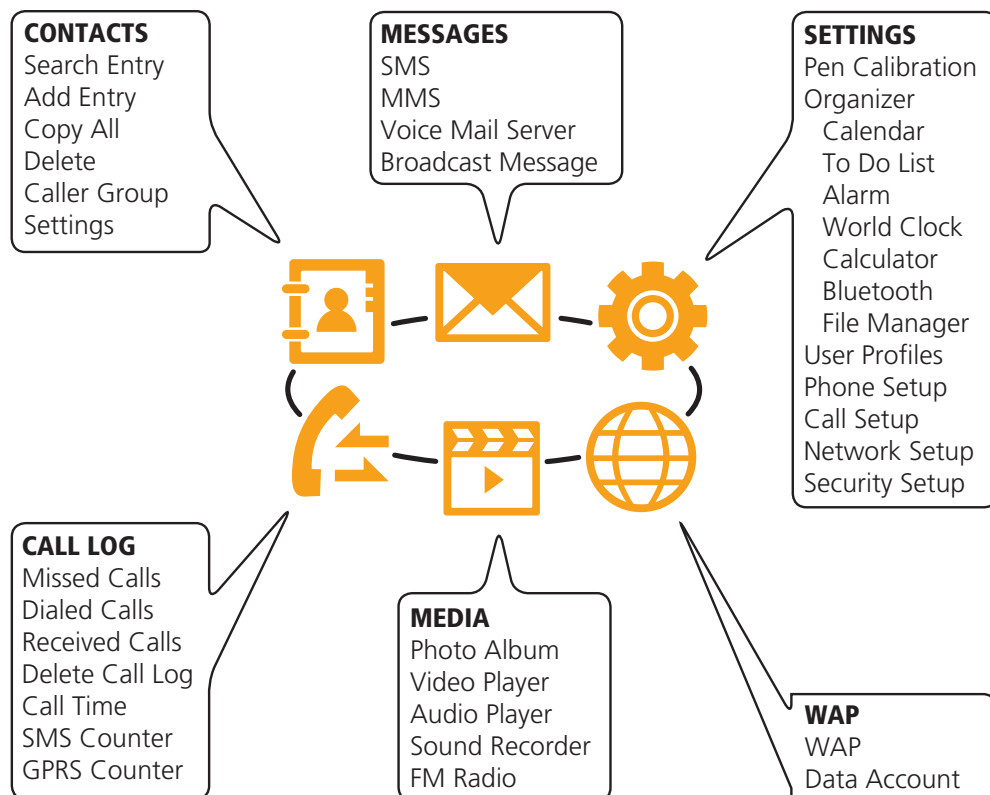 CONTACTS
Search Entry
Add Entry
Copy All
Delete
Caller Group
Settings
MESSAGES
SMS
MMS
Voice Mail Server
Broadcast Message
SETTINGS
Pen Calibration
Organizer
Calendar
To Do List
Alarm
World Clock
Calculator
Bluetooth
File Manager
User Profiles
Phone Setup
Call Setup
Network Setup
Security Setup
CALL LOG
Missed Calls
Dialed Calls
Received Calls
Delete Call Log
Call Time
SMS Counter
GPRS Counter
MEDIA
Photo Album
Video Player
Audio Player
Sound Recorder
FM Radio
WAP
WAP
Data Account